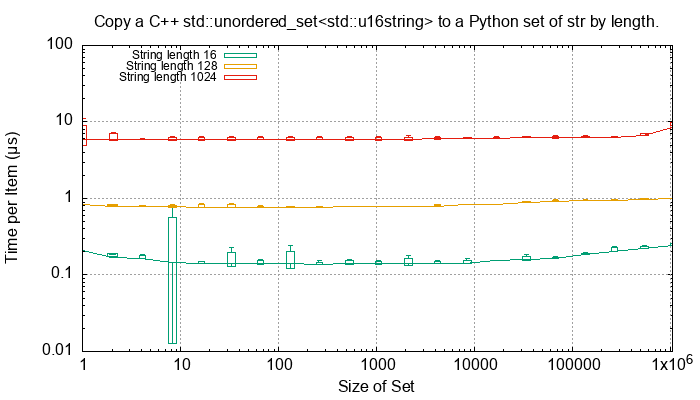 Copy a C++ std::unordered_set<std::u16string> to a Python set of str by length.
100
String length 16
String length 128
String length 1024
10
1
0.1
0.01
Time per Item (µs)
1 10 100 1000 10000 100000 1x10⁶
Size of Set